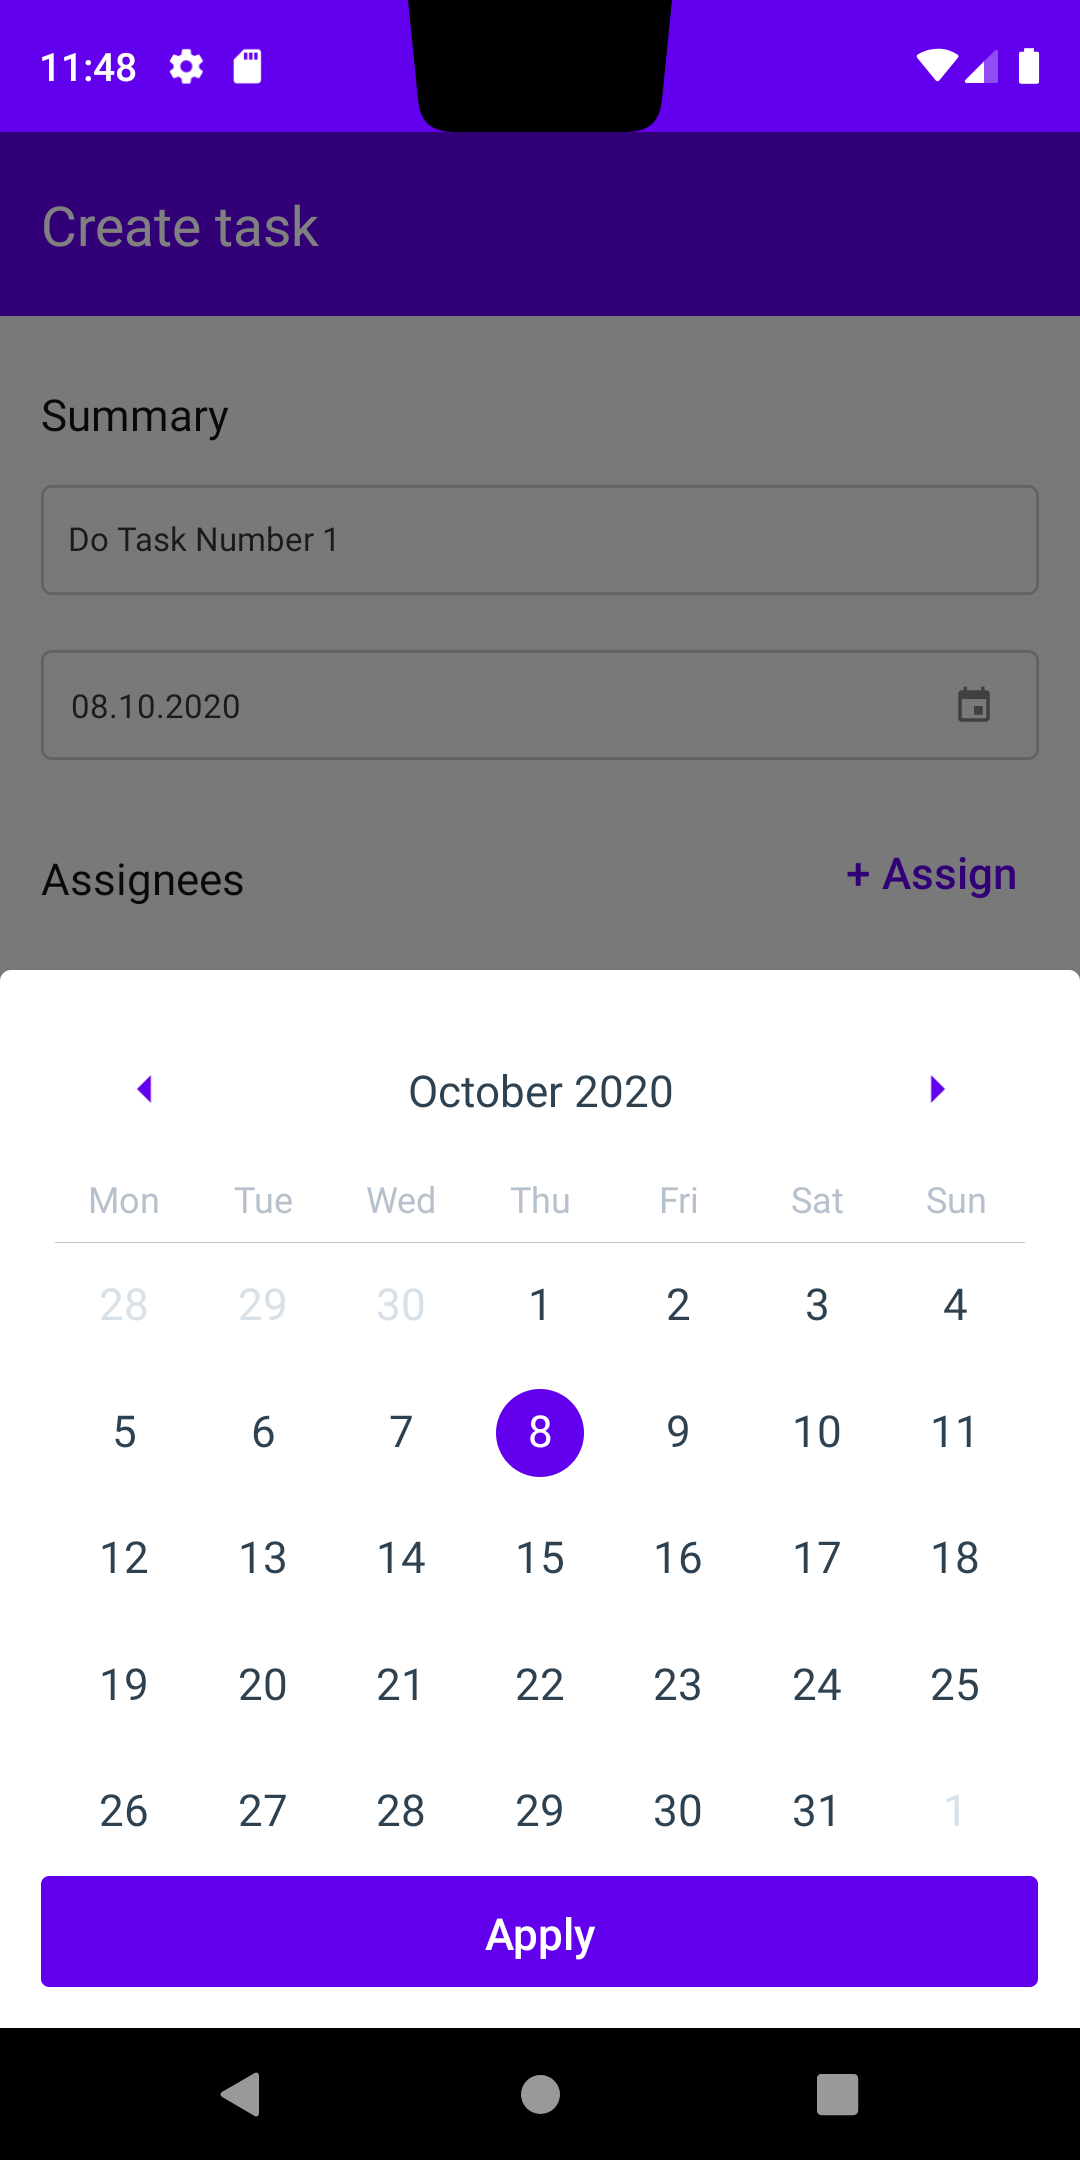 11:48
Create task
Summary
Do Task Number 1
08.10.2020
Assignees + Assign
October 2020
Mon Tue Wed Thu Fri Sat Sun
28 29 30 1 2 3 4
5 6 7 8 9 10 11
12 13 14 15 16 17 18
19 20 21 22 23 24 25
26 27 28 29 30 31 1
Apply